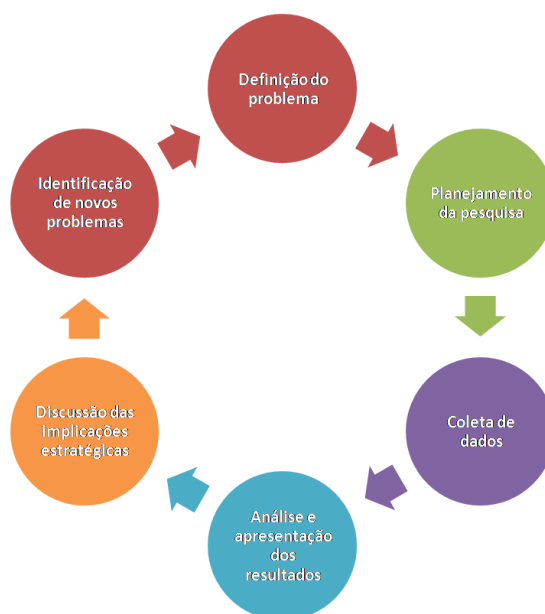 Definição do
problema
Planejamento
da pesquisa
Coleta de
dados
Análise e
apresentação
dos
resultados
Discussão das
implicações
estratégicas
Identificação
de novos
problemas